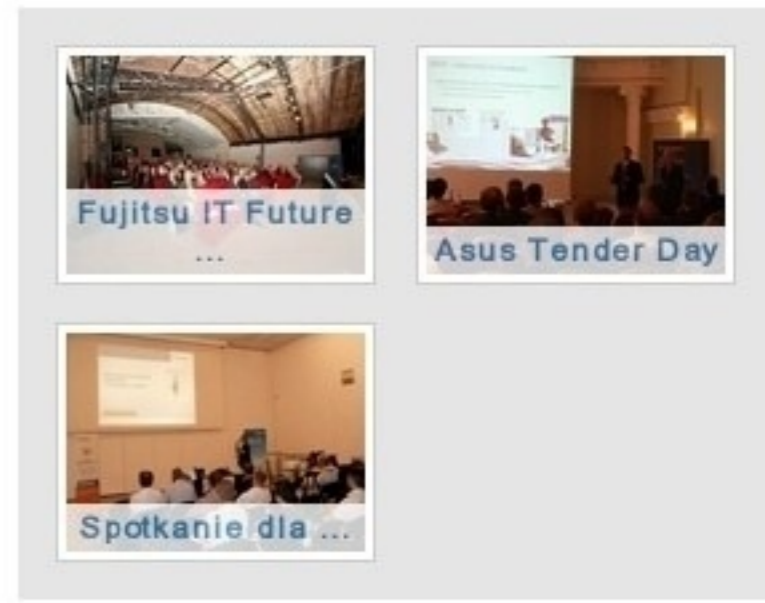 Fujitsu IT Future
...
Asus Tender Day
Spotkanie dla ...